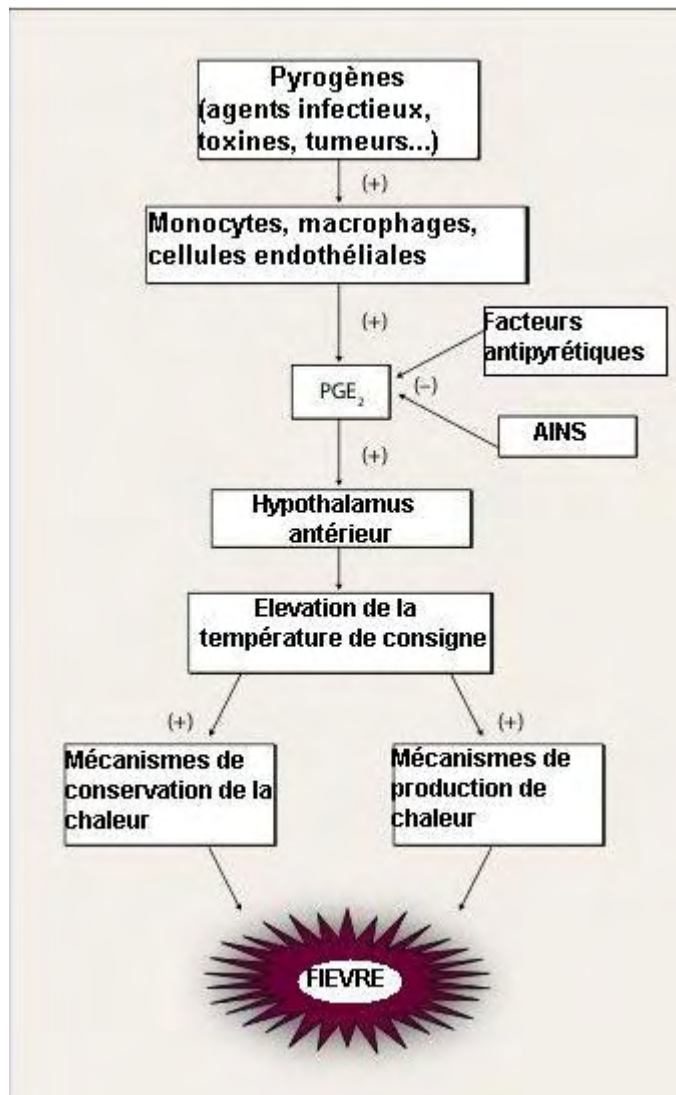 Pyrogènes
(agents infectieux,
toxines, tumeurs...)
(+)
Monocytes, macrophages,
cellules endothéliales
(+)
Facteurs
antipyrétiques
PGE2
(−)
AINS
(+)
Hypothalamus
antérieur
Elevation de la
température de consigne
(+)
(+)
Mécanismes de
conservation de la
chaleur
Mécanismes de
production de
chaleur
FIEVRE